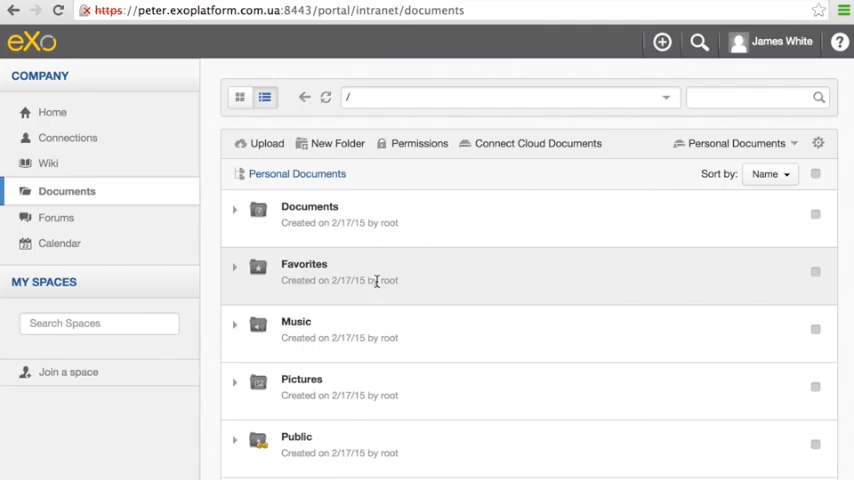 https://peter.exoplatform.com.ua:8443/portal/intranet/documents
eXo
James White
COMPANY
Home
Connections
Wiki
Documents
Forums
Calendar
MY SPACES
Search Spaces
Join a space
/
Upload New Folder Permissions Connect Cloud Documents Personal Documents
Personal Documents Sort by: Name
Documents
Created on 2/17/15 by root
Favorites
Created on 2/17/15 by root
Music
Created on 2/17/15 by root
Pictures
Created on 2/17/15 by root
Public
Created on 2/17/15 by root